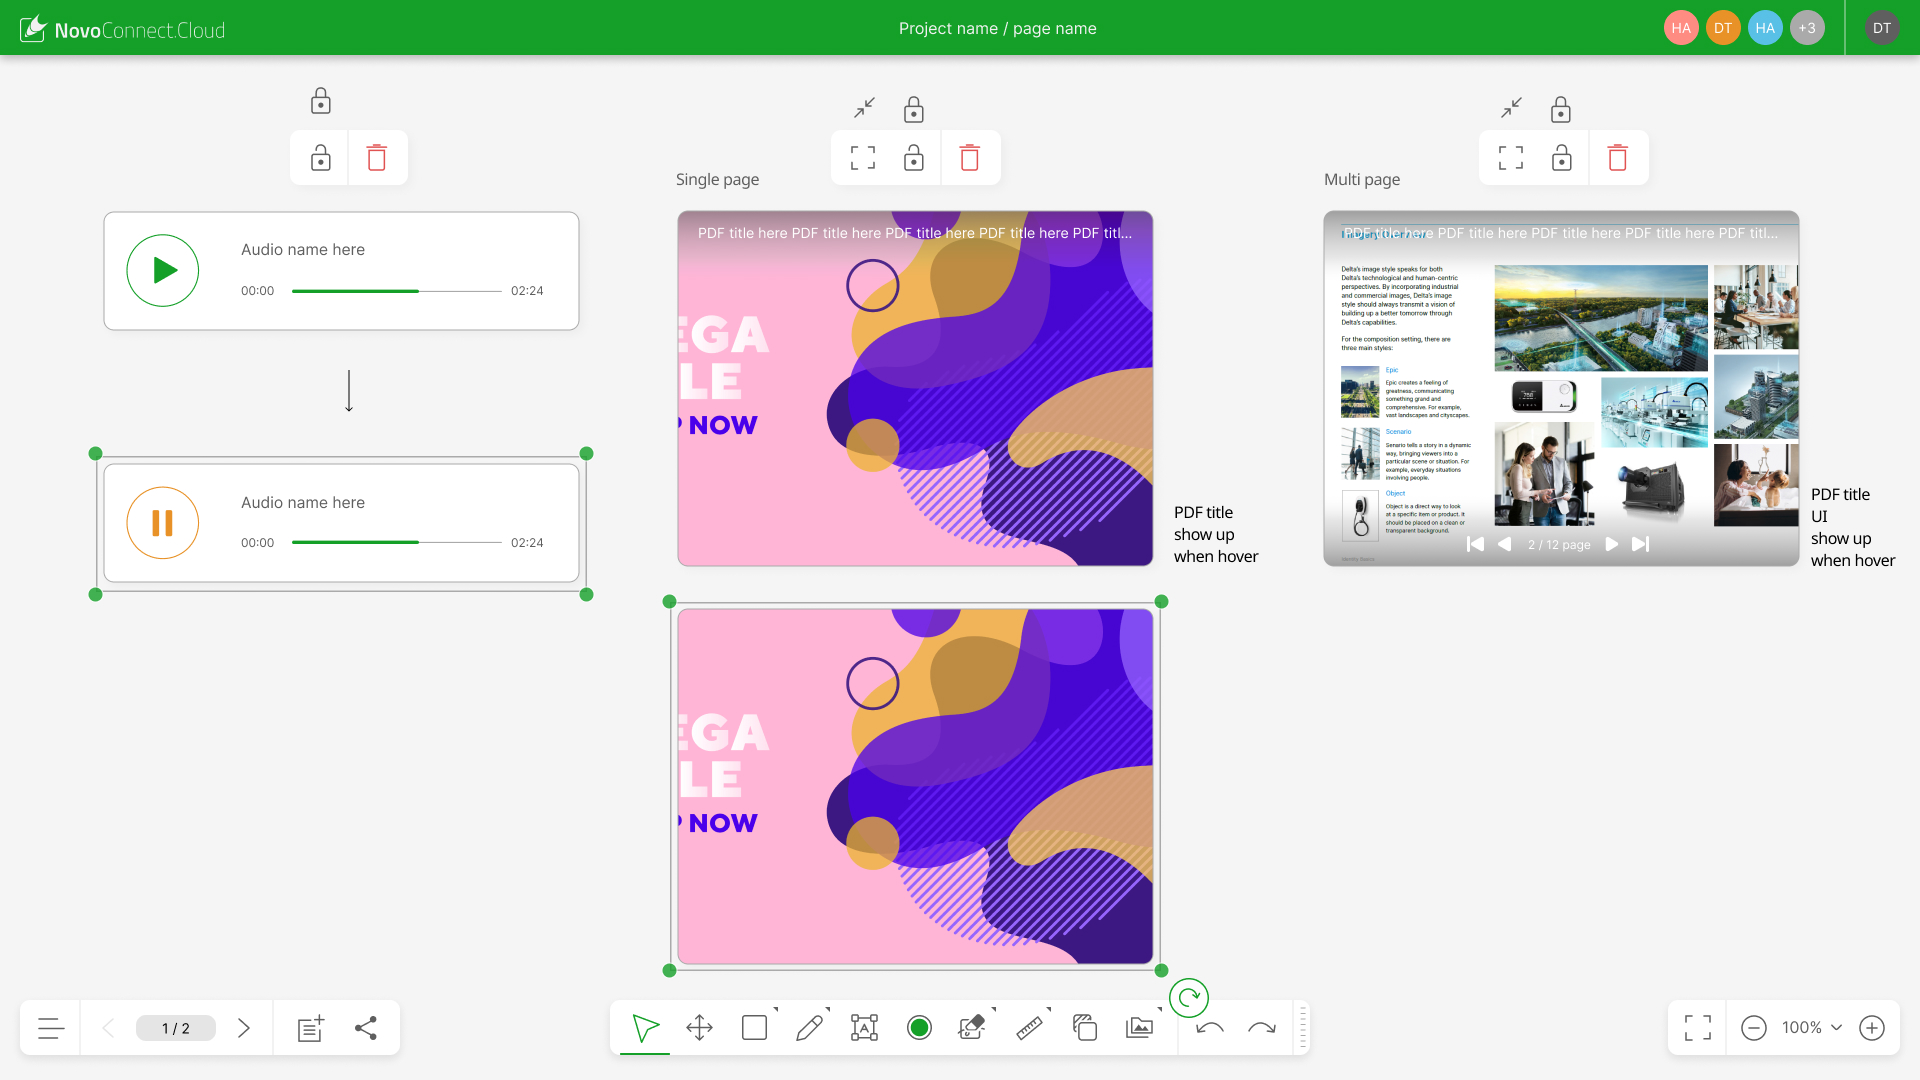 NovoConnect.Cloud
Project name / page name
HA
DT
HA
+3
DT
Audio name here
00:00
02:24
Audio name here
00:00
02:24
Single page
PDF title here PDF title here PDF title here PDF title here PDF titl...
EGA
LE
NOW
PDF title
show up
when hover
EGA
LE
NOW
Multi page
PDF title here PDF title here PDF title here PDF title here PDF titl...
Delta's image style speaks for both
Delta's technological and human-centric
perspectives. By incorporating industrial
and commercial images, Delta's image
style should always transmit a vision of
building up a better tomorrow through
Delta's capabilities.
For the composition setting, there are
three main styles:
Epic
Epic creates a feeling of
greatness, communicating
something grand and
comprehensive. For example,
vast landscapes and cityscapes.
Scenario
Senario tells a story in a dynamic
way, bringing viewers into a
particular scene or situation. For
example, everyday situations
involving people.
Object
Object is a direct way to look
at a specific item or product. It
should be placed on a clean or
transparent background.
2 / 12 page
PDF title
UI
show up
when hover
1 / 2
A
100%